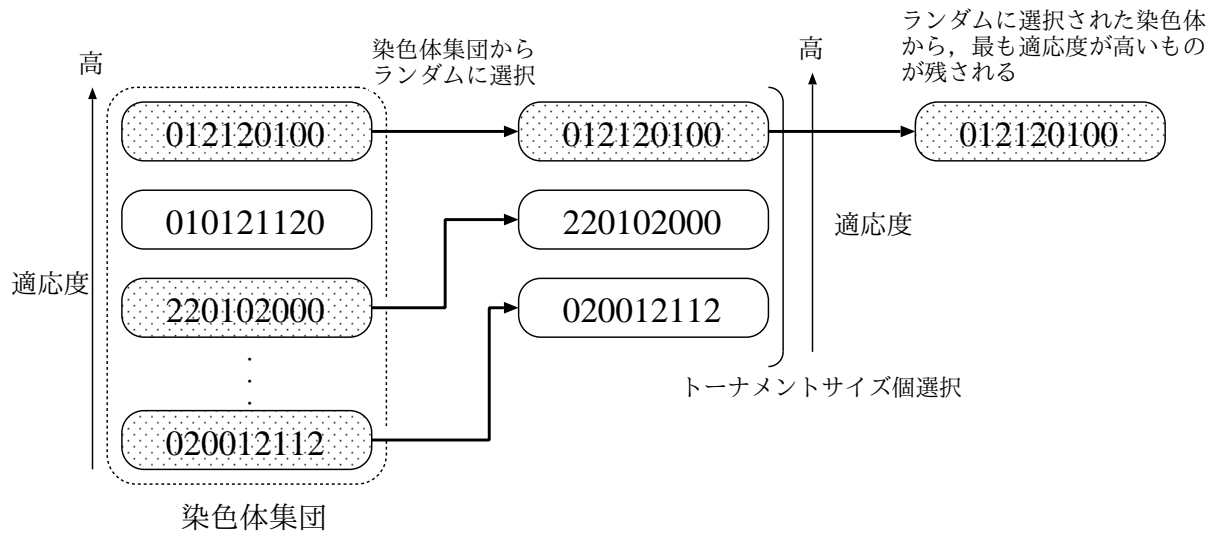 高
適応度
012120100
010121120
220102000
020012112
染色体集団
染色体集団から
ランダムに選択
012120100
220102000
020012112
トーナメントサイズ個選択
高
適応度
ランダムに選択された染色体
から，最も適応度が高いもの
が残される
012120100